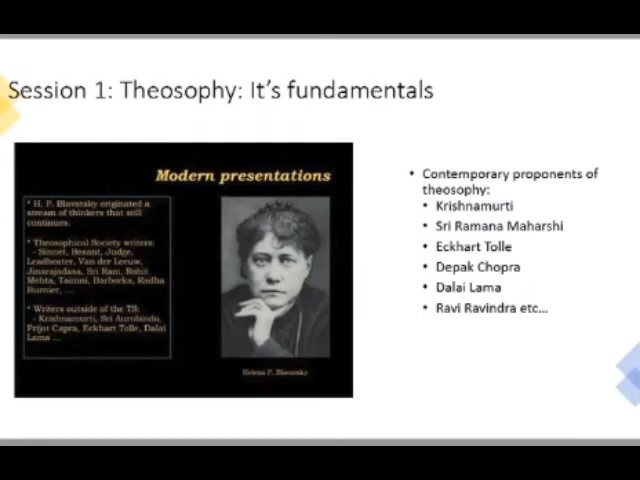 Session 1: Theosophy: It's fundamentals
Modern presentations
* H. P. Blavatsky originated a
stream of thinkers that still
continues.
* Theosophical Society writers:
- Sinnet, Besant, Judge,
Leadbeater, Van der Leeuw,
Jinarajadasa, Sri Ram, Rohit
Mehta, Taimni, Barborka, Radha
Burnier, ...
* Writers outside of the TS:
- Krishnamurti, Sri Aurobindo,
Prijot Capra, Eckhart Tolle, Dalai
Lama ...
Helena P. Blavatsky
• Contemporary proponents of
theosophy:
• Krishnamurti
• Sri Ramana Maharshi
• Eckhart Tolle
• Depak Chopra
• Dalai Lama
• Ravi Ravindra etc...